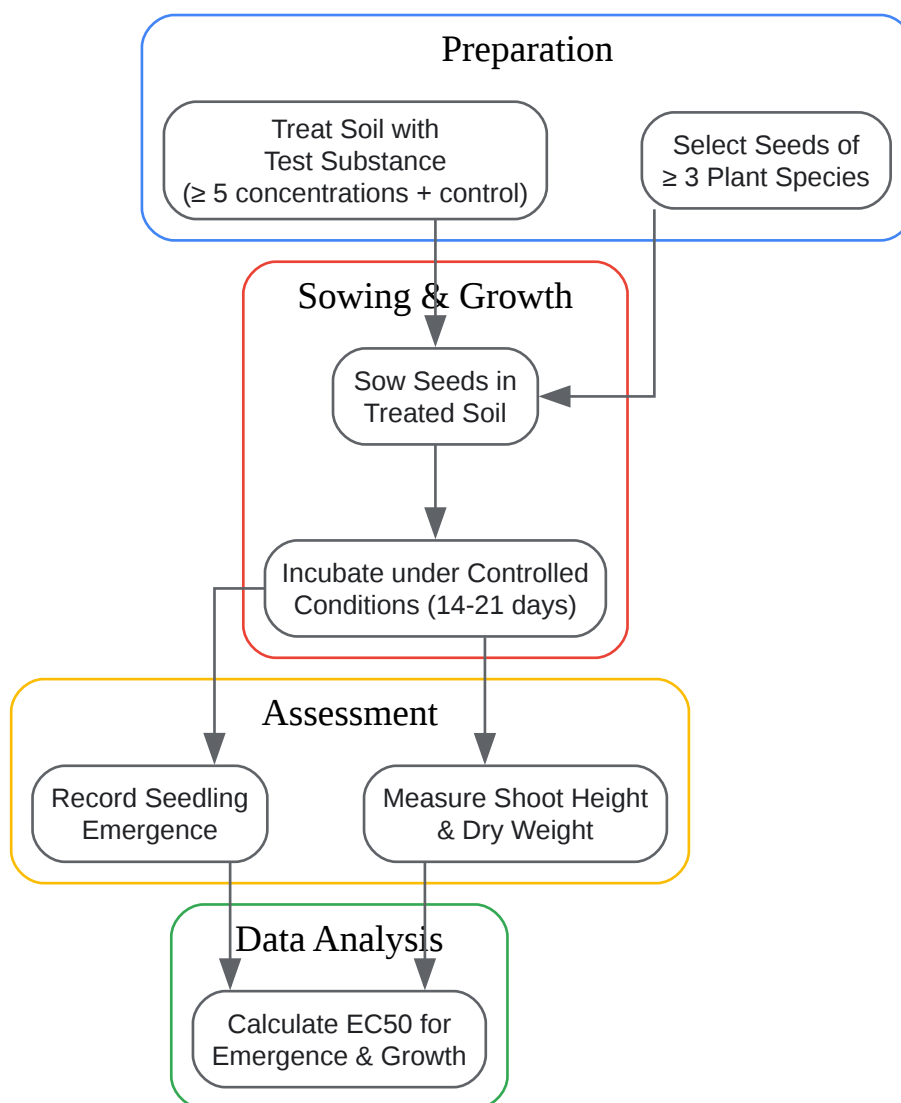 Preparation
Treat Soil with
Test Substance
(≥ 5 concentrations + control)
Select Seeds of
≥ 3 Plant Species
Sowing & Growth
Sow Seeds in
Treated Soil
Incubate under Controlled
Conditions (14-21 days)
Assessment
Record Seedling
Emergence
Measure Shoot Height
& Dry Weight
Data Analysis
Calculate EC50 for
Emergence & Growth